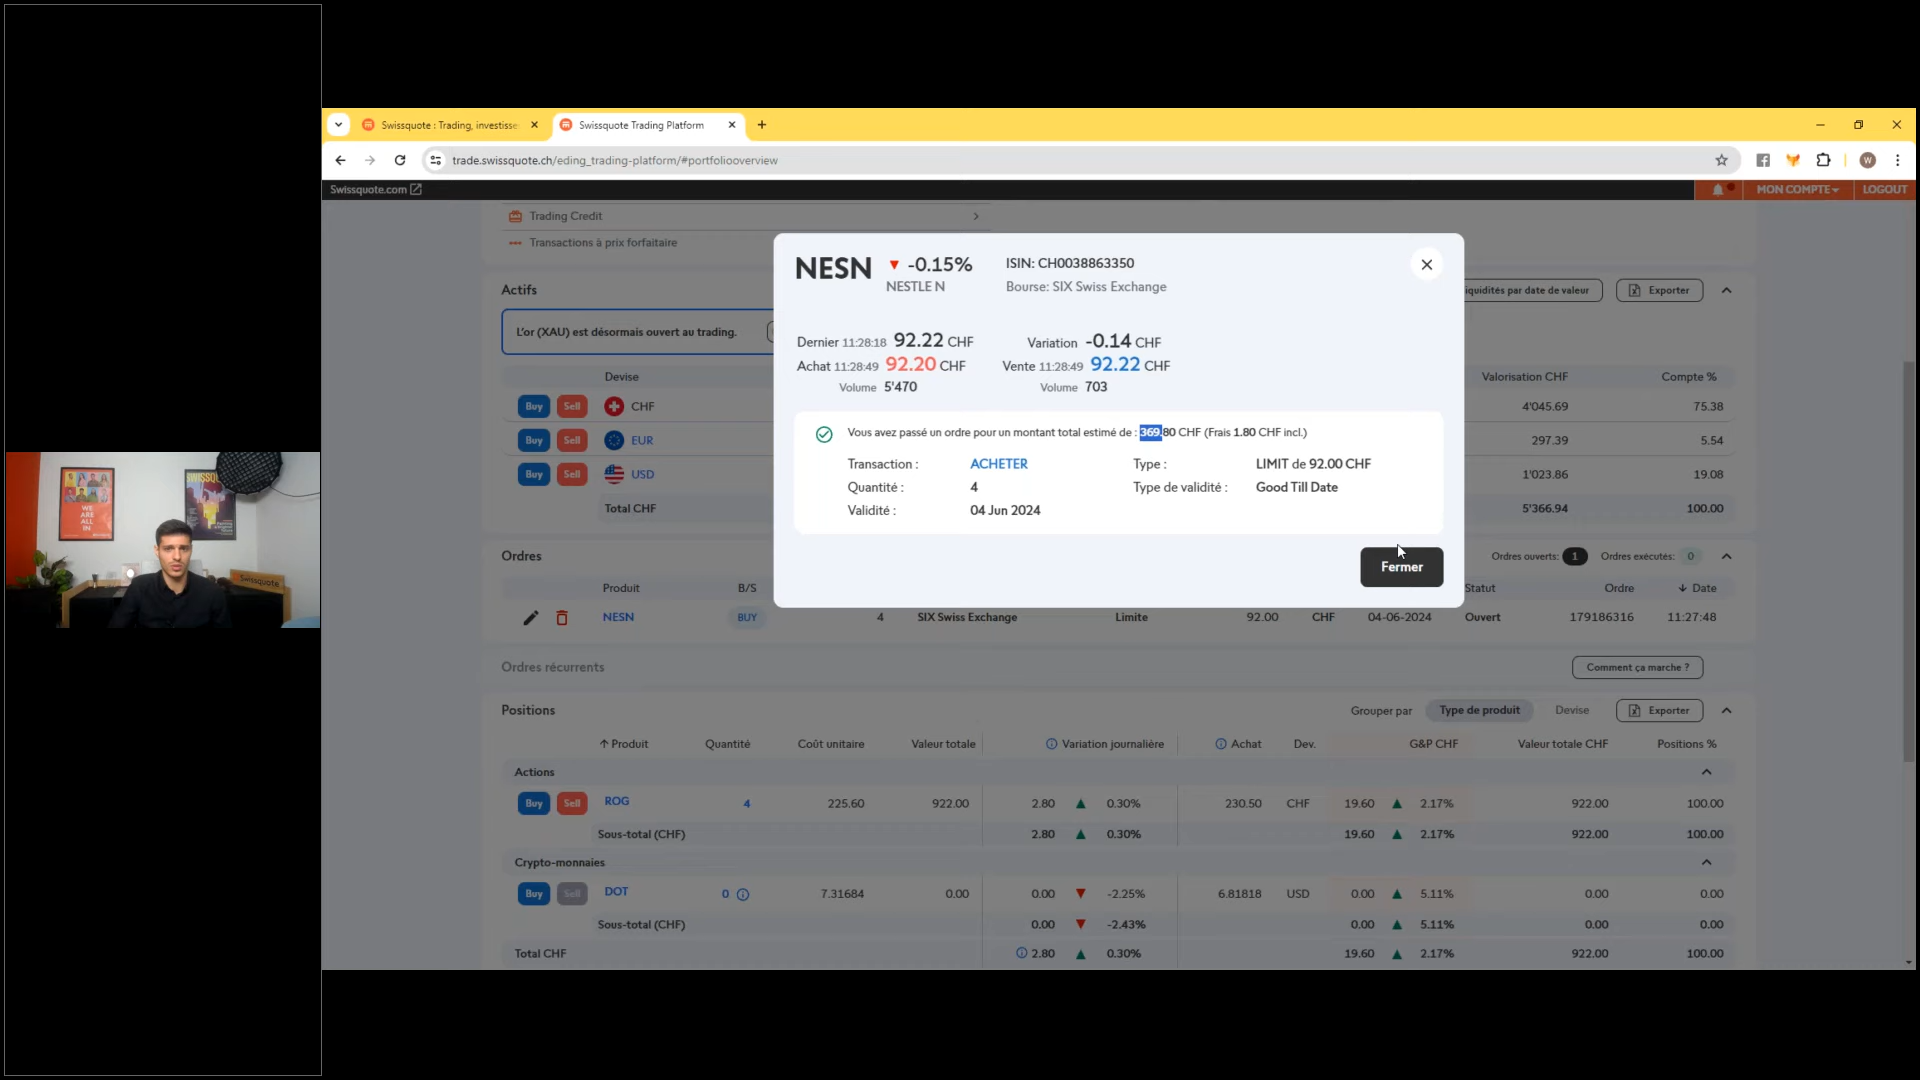 Swissquote : Trading, investisse
Swissquote Trading Platform
trade.swissquote.ch/eding_trading-platform/#portfoliooverview
W
Swissquote.com
MON COMPTE
LOGOUT
Trading Credit
Transactions à prix forfaitaire
Actifs
iquidités par date de valeur
Exporter
L'or (XAU) est désormais ouvert au trading.
Devise
Valorisation CHF
Compte %
Buy Sell CHF 4'045.69 75.38
Buy Sell EUR 297.39 5.54
Buy Sell USD 1'023.86 19.08
Total CHF 5'366.94 100.00
NESN -0.15%
NESTLE N
ISIN: CH0038863350
Bourse: SIX Swiss Exchange
Dernier 11:28:18 92.22 CHF Variation -0.14 CHF
Achat 11:28:49 92.20 CHF Vente 11:28:49 92.22 CHF
Volume 5'470 Volume 703
Vous avez passé un ordre pour un montant total estimé de : 369.80 CHF (Frais 1.80 CHF incl.)
Transaction : ACHETER Type : LIMIT de 92.00 CHF
Quantité : 4 Type de validité : Good Till Date
Validité : 04 Jun 2024
Fermer
Ordres
Ordres ouverts: 1 Ordres exécutés: 0
Produit B/S Statut Ordre Date
NESN BUY 4 SIX Swiss Exchange Limite 92.00 CHF 04-06-2024 Ouvert 179186316 11:27:48
Ordres récurrents
Comment ça marche ?
Positions
Grouper par Type de produit Devise Exporter
Produit Quantité Coût unitaire Valeur totale Variation journalière Achat Dev. G&P CHF Valeur totale CHF Positions %
Actions
Buy Sell ROG 4 225.60 922.00 2.80 0.30% 230.50 CHF 19.60 2.17% 922.00 100.00
Sous-total (CHF) 2.80 0.30% 19.60 2.17% 922.00 100.00
Crypto-monnaies
Buy Sell DOT 0 7.31684 0.00 0.00 -2.25% 6.81818 USD 0.00 5.11% 0.00 0.00
Sous-total (CHF) 0.00 -2.43% 0.00 5.11% 0.00 0.00
Total CHF 2.80 0.30% 19.60 2.17% 922.00 100.00
WE
ARE
ALL
IN
SWISSQU
Swissquote